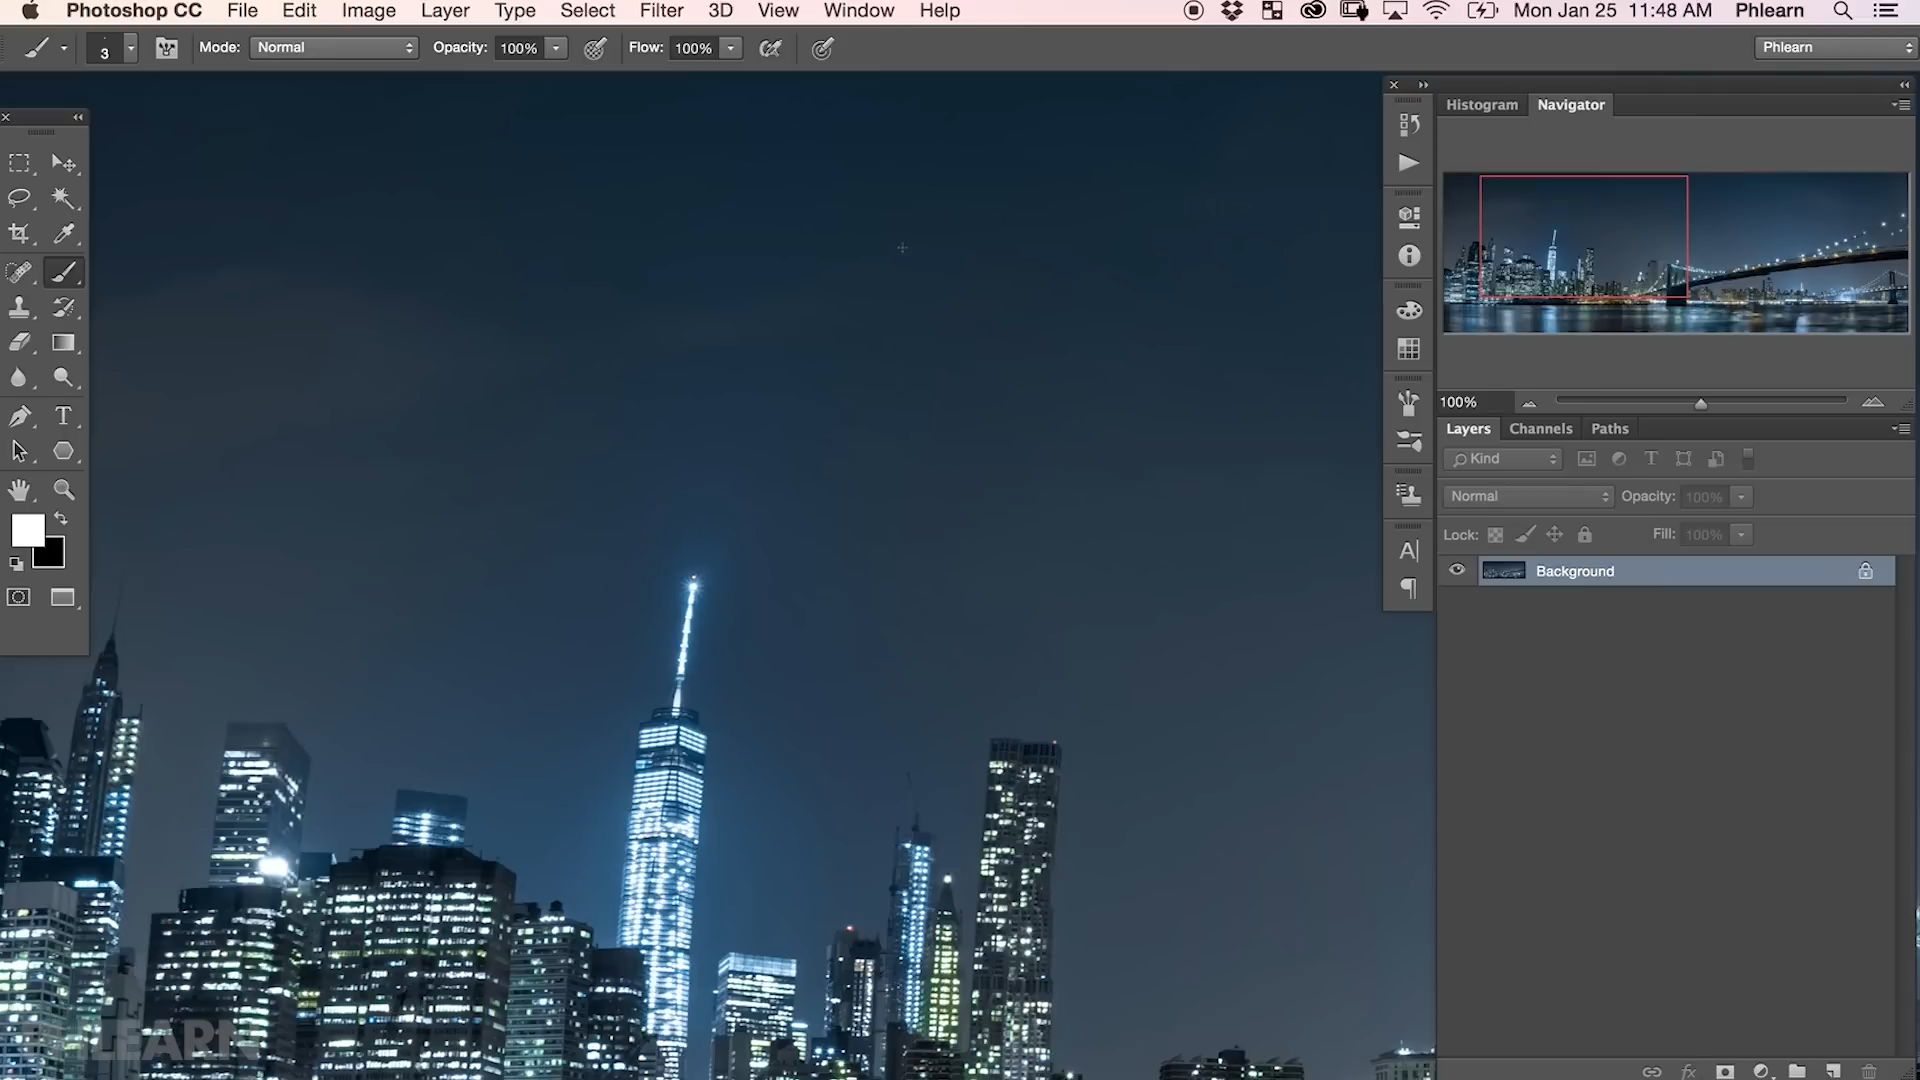 Photoshop CC File Edit Image Layer Type Select Filter 3D View Window Help Mon Jan 25 11:48 AM Phlearn
3 Mode: Normal Opacity: 100% Flow: 100% Phlearn
Histogram Navigator
100%
Layers Channels Paths
Kind
Normal Opacity: 100%
Lock: Fill: 100%
Background